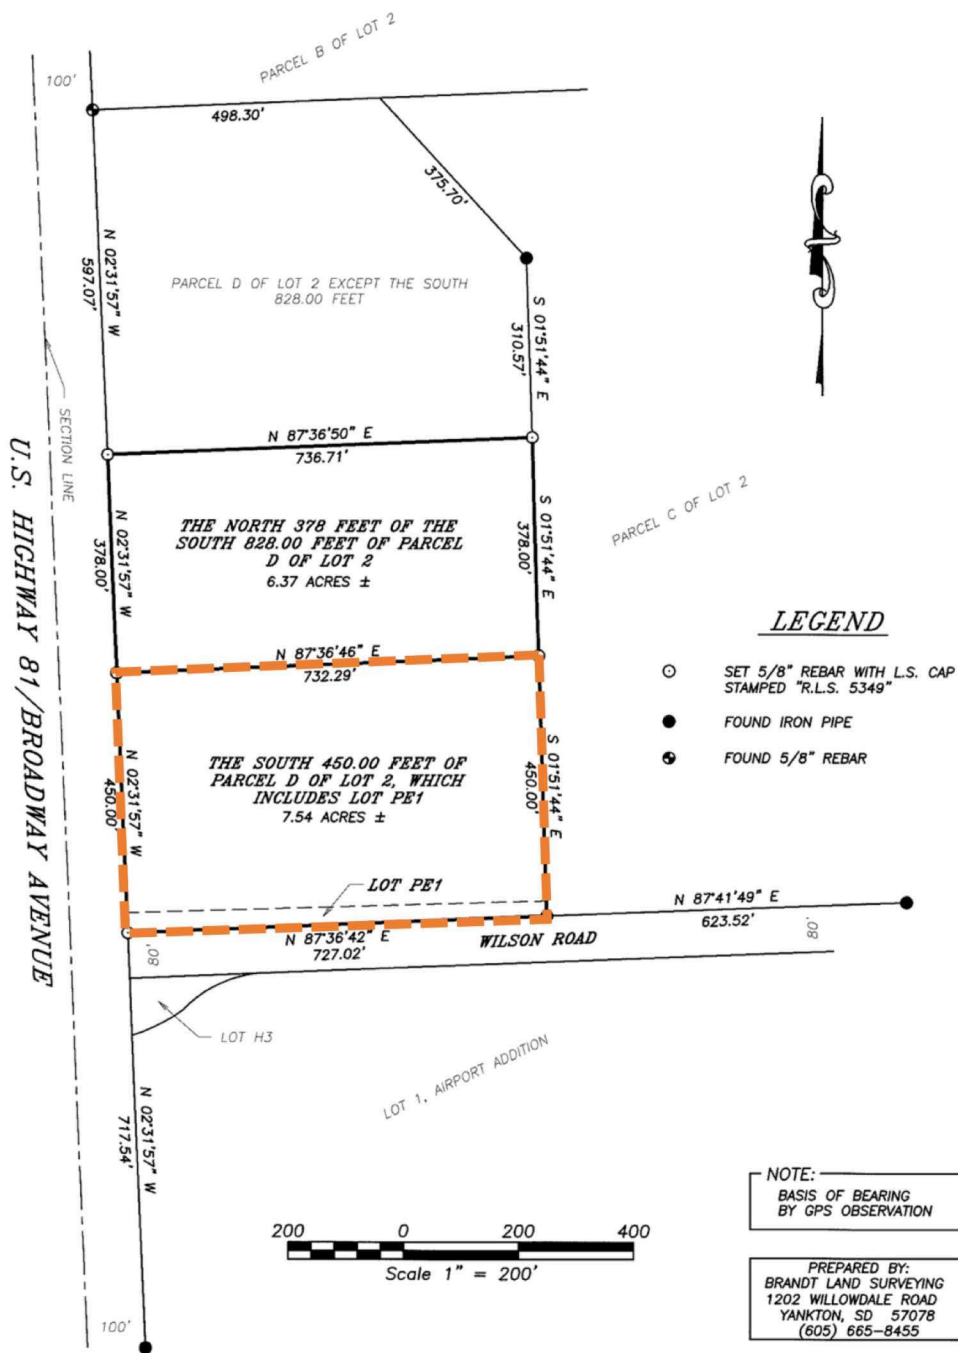 PARCEL B OF LOT 2
100'
498.30'
375.70'
N 02°31'57" W
597.07'
PARCEL D OF LOT 2 EXCEPT THE SOUTH
828.00 FEET
S 01°51'44" E
310.57'
SECTION LINE
N 87°36'50" E
736.71'
U.S. HIGHWAY 81/BROADWAY AVENUE
N 02°31'57" W
378.00'
THE NORTH 378 FEET OF THE
SOUTH 828.00 FEET OF PARCEL
D OF LOT 2
6.37 ACRES ±
S 01°51'44" E
378.00'
PARCEL C OF LOT 2
LEGEND
SET 5/8" REBAR WITH L.S. CAP
STAMPED "R.L.S. 5349"
FOUND IRON PIPE
FOUND 5/8" REBAR
N 87°36'46" E
732.29'
N 02°31'57" W
450.00'
THE SOUTH 450.00 FEET OF
PARCEL D OF LOT 2, WHICH
INCLUDES LOT PE1
7.54 ACRES ±
S 01°51'44" E
450.00'
LOT PE1
N 87°41'49" E
623.52'
N 87°36'42" E
727.02'
WILSON ROAD
80'
80'
LOT H3
LOT 1, AIRPORT ADDITION
N 02°31'57" W
717.54'
100'
200 0 200 400
Scale 1" = 200'
NOTE:
BASIS OF BEARING
BY GPS OBSERVATION
PREPARED BY:
BRANDT LAND SURVEYING
1202 WILLOWDALE ROAD
YANKTON, SD 57078
(605) 665-8455